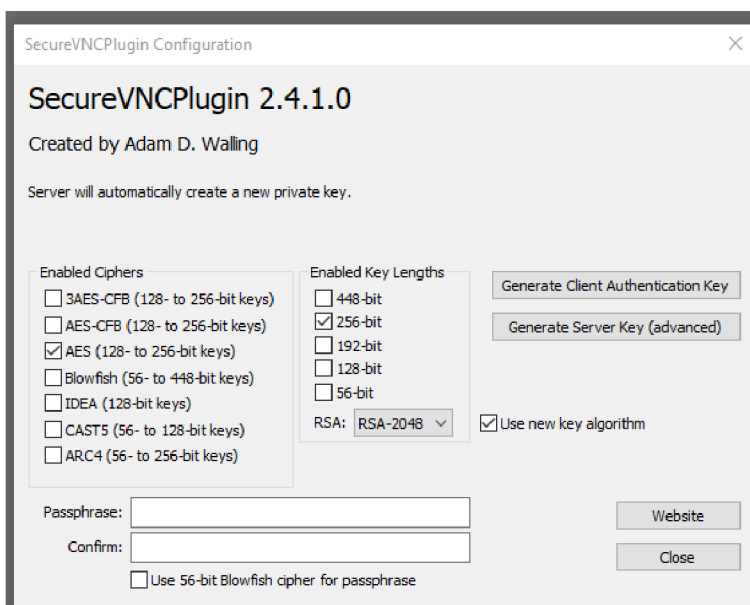 SecureVNCPlugin Configuration
SecureVNCPlugin 2.4.1.0
Created by Adam D. Walling
Server will automatically create a new private key.
Enabled Ciphers
3AES-CFB (128- to 256-bit keys)
AES-CFB (128- to 256-bit keys)
AES (128- to 256-bit keys)
Blowfish (56- to 448-bit keys)
IDEA (128-bit keys)
CAST5 (56- to 128-bit keys)
ARC4 (56- to 256-bit keys)
Enabled Key Lengths
448-bit
256-bit
192-bit
128-bit
56-bit
RSA: RSA-2048
Generate Client Authentication Key
Generate Server Key (advanced)
Use new key algorithm
Passphrase:
Confirm:
Use 56-bit Blowfish cipher for passphrase
Website
Close